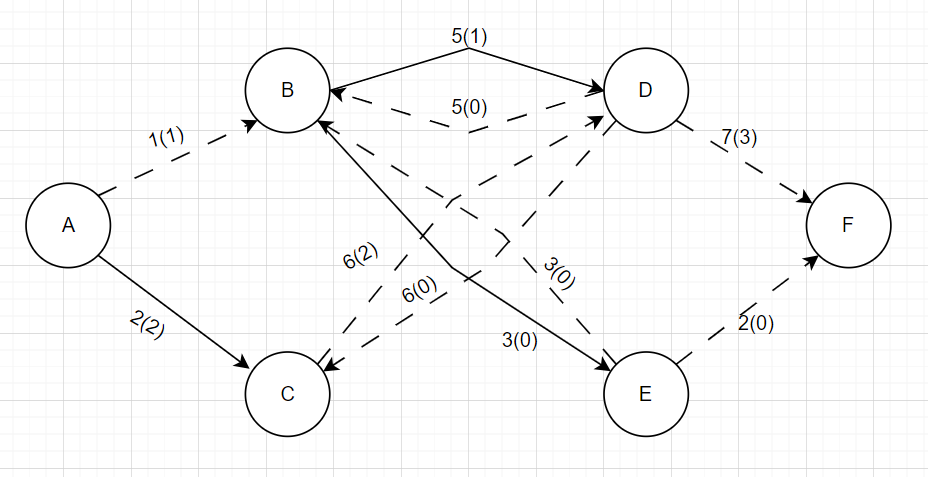 5(1)
B
D
5(0)
1(1)
7(3)
A
F
6(2)
3(0)
6(0)
2(2)
2(0)
3(0)
C
E